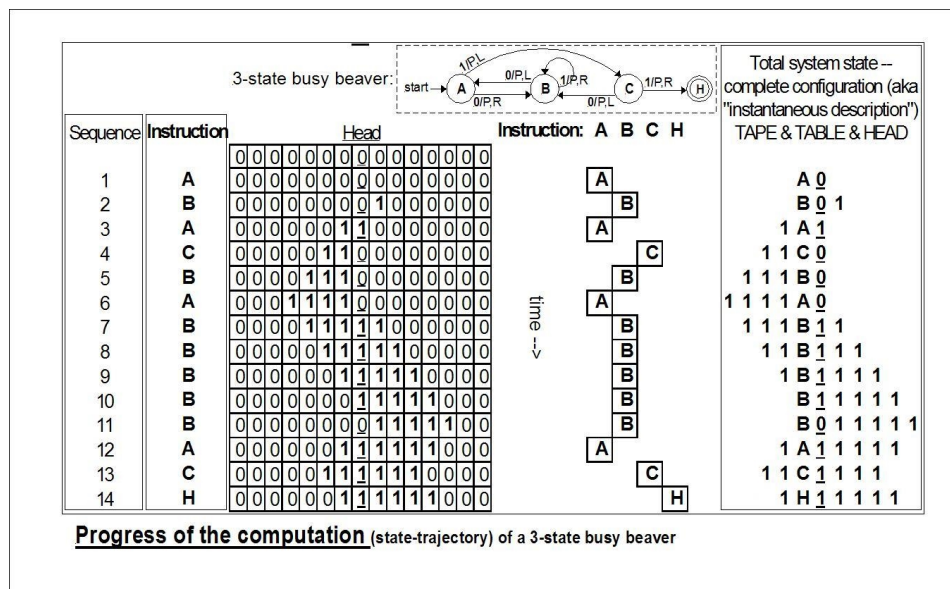 3-state busy beaver:
start
A
B
C
H
1/P,L
0/P,L
0/P,R
1/P,R
0/P,L
1/P,R
Total system state --
complete configuration (aka
"instantaneous description")
TAPE & TABLE & HEAD
Sequence Instruction Head Instruction: A B C H
0 0 0 0 0 0 0 0 0 0 0 0 0 0 0
1 A 0 0 0 0 0 0 0 0 0 0 0 0 0 0 0 A A 0
2 B 0 0 0 0 0 0 0 0 1 0 0 0 0 0 0 B B 0 1
3 A 0 0 0 0 0 0 1 1 0 0 0 0 0 0 0 A 1 A 1
4 C 0 0 0 0 0 1 1 0 0 0 0 0 0 0 0 C 1 1 C 0
5 B 0 0 0 0 1 1 1 0 0 0 0 0 0 0 0 B 1 1 1 B 0
6 A 0 0 0 1 1 1 1 0 0 0 0 0 0 0 0 A 1 1 1 1 A 0
7 B 0 0 0 0 1 1 1 1 1 0 0 0 0 0 0 B 1 1 1 B 1 1
8 B 0 0 0 0 0 1 1 1 1 1 0 0 0 0 0 B 1 1 B 1 1 1
9 B 0 0 0 0 0 0 1 1 1 1 1 0 0 0 0 B 1 B 1 1 1 1
10 B 0 0 0 0 0 0 0 1 1 1 1 1 0 0 0 B B 1 1 1 1 1
11 B 0 0 0 0 0 0 0 0 1 1 1 1 1 0 0 B B 0 1 1 1 1 1
12 A 0 0 0 0 0 0 1 1 1 1 1 1 0 0 0 A 1 A 1 1 1 1 1
13 C 0 0 0 0 0 1 1 1 1 1 1 0 0 0 0 C 1 1 C 1 1 1 1
14 H 0 0 0 0 0 0 1 1 1 1 1 1 0 0 0 H 1 H 1 1 1 1 1
time -->
Progress of the computation (state-trajectory) of a 3-state busy beaver